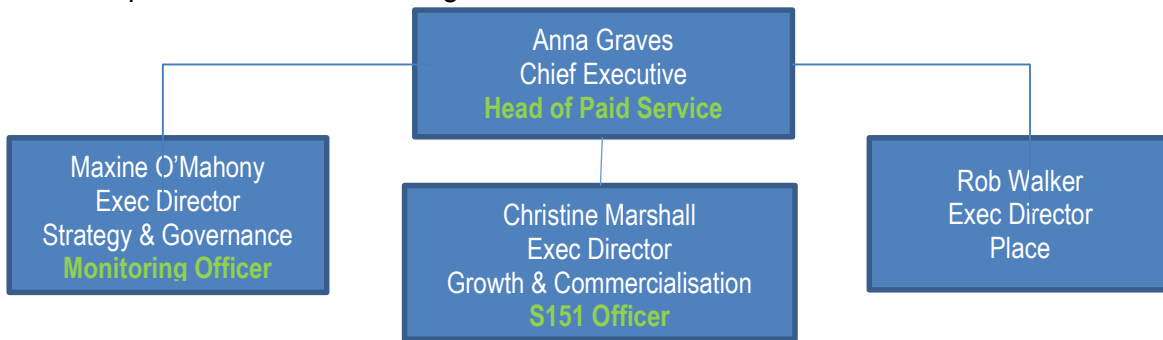 Anna Graves
Chief Executive
Head of Paid Service
Maxine O'Mahony
Exec Director
Strategy & Governance
Monitoring Officer
Christine Marshall
Exec Director
Growth & Commercialisation
S151 Officer
Rob Walker
Exec Director
Place